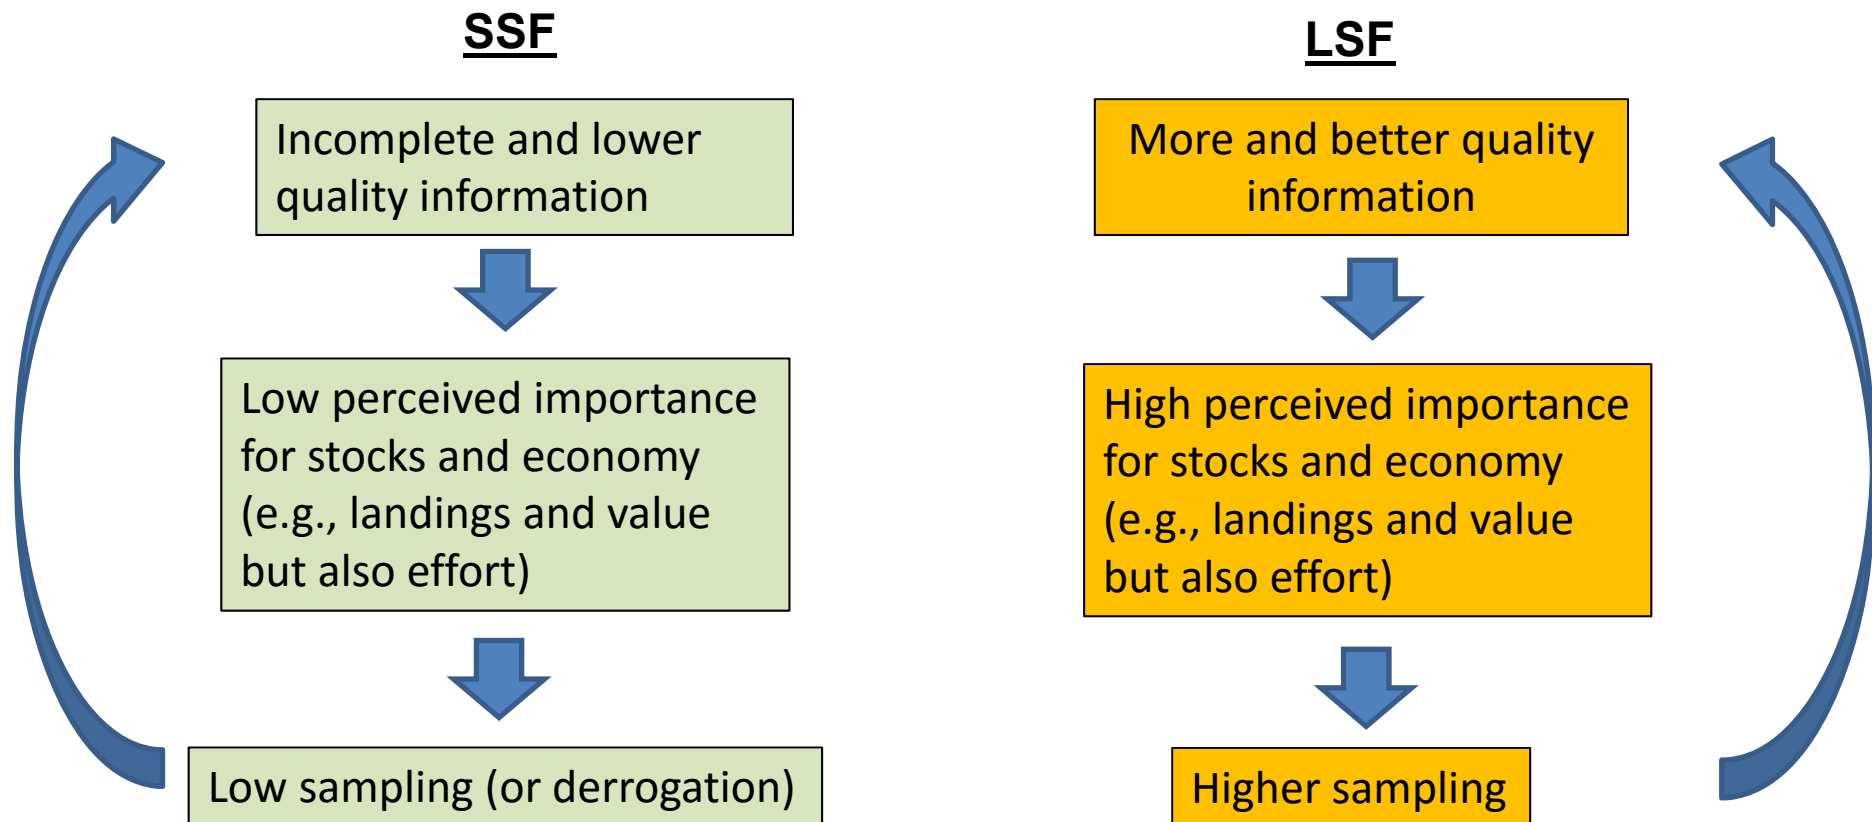 SSF
Incomplete and lower
quality information
Low perceived importance
for stocks and economy
(e.g., landings and value
but also effort)
Low sampling (or derrogation)
LSF
More and better quality
information
High perceived importance
for stocks and economy
(e.g., landings and value
but also effort)
Higher sampling